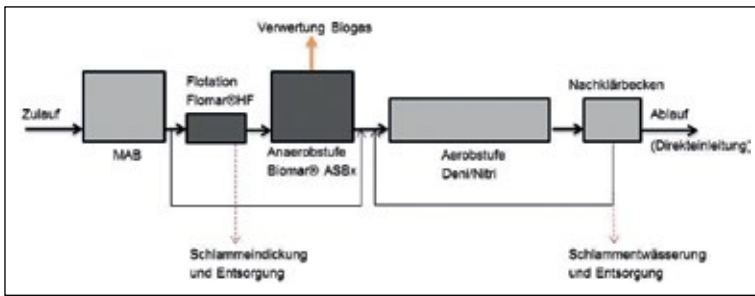 Verwertung Biogas
Flotation
Flomar®HF
Nachklärbecken
Zulauf
Ablauf
(Direkteinleitung)
MAB
Anaerobstufe
Biomar® ASBx
Aerobstufe
Deni/Nitri
Schlammeindickung
und Entsorgung
Schlammentwässerung
und Entsorgung